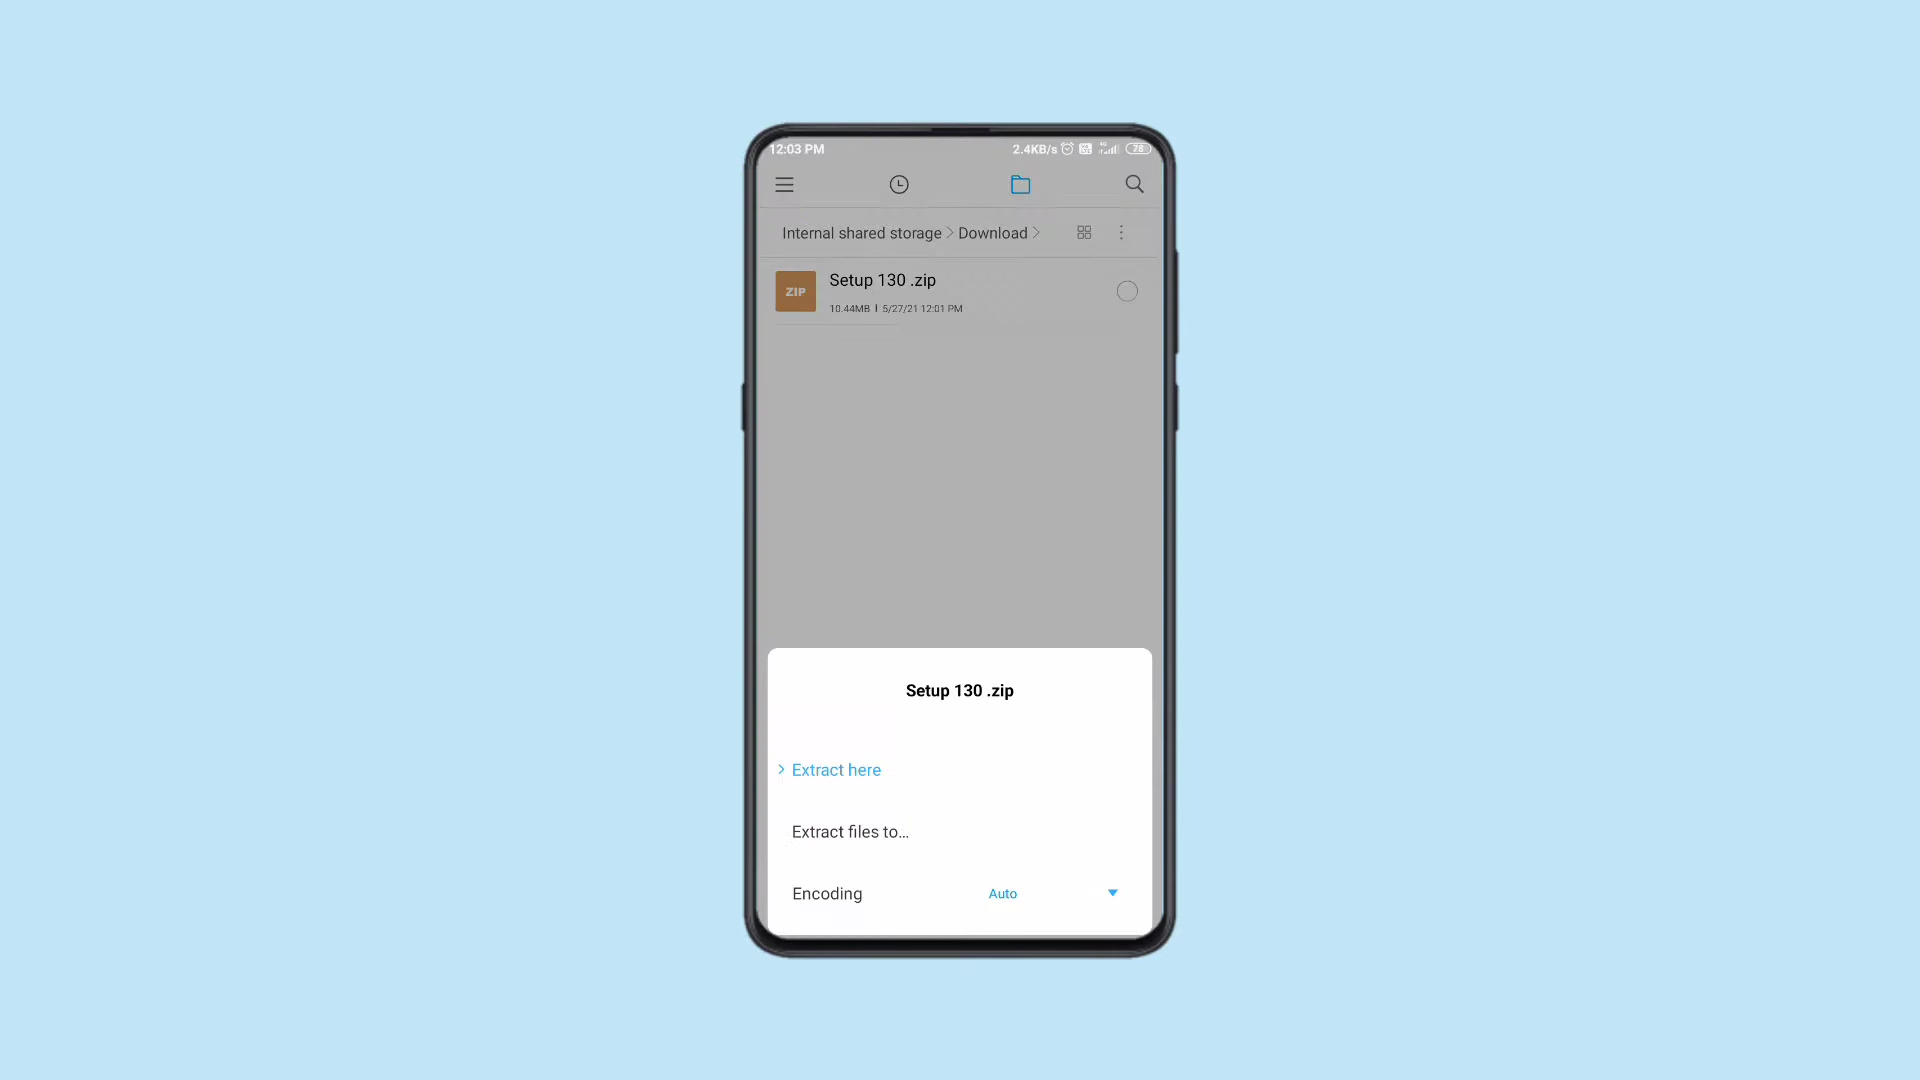 12:03 PM 2.4KB/s 78
Internal shared storage Download
ZIP
Setup 130 .zip
10.44MB I 5/27/21 12:01 PM
Setup 130 .zip
Extract here
Extract files to...
Encoding Auto